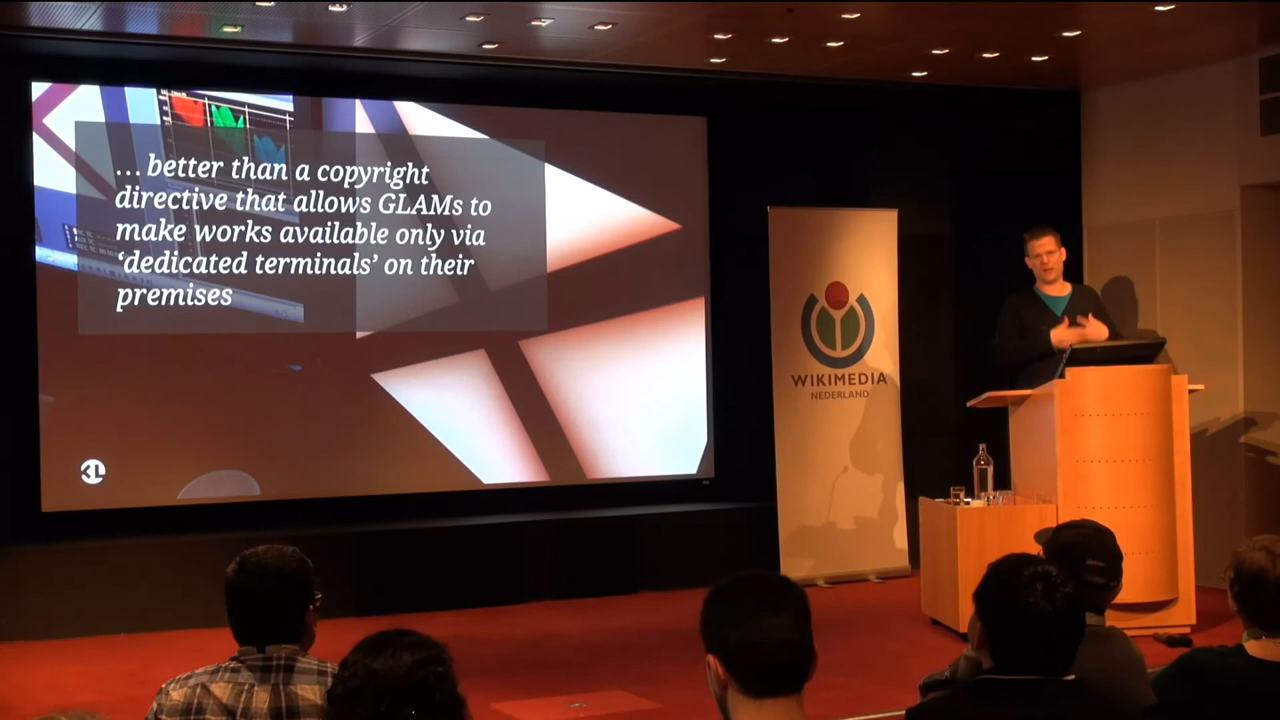 … better than a copyright
directive that allows GLAMs to
make works available only via
‘dedicated terminals’ on their
premises
WIKIMEDIA
NEDERLAND